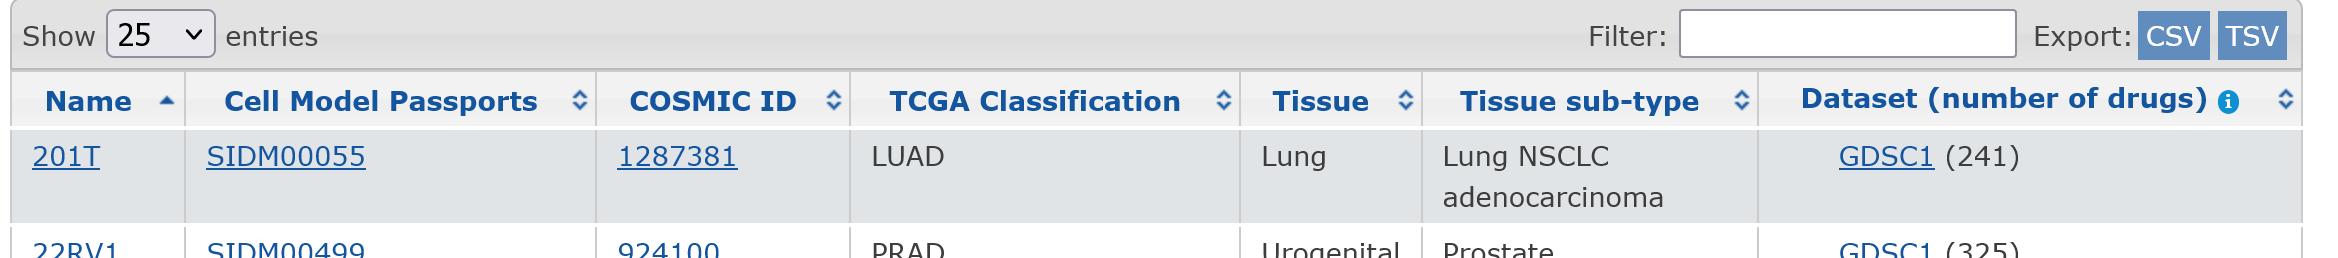 Show 25 entries Filter: Export: CSV TSV
Name Cell Model Passports COSMIC ID TCGA Classification Tissue Tissue sub-type Dataset (number of drugs) i
201T SIDM00055 1287381 LUAD Lung Lung NSCLC GDSC1 (241)
adenocarcinoma
22RV1 SIDM00499 924100 PRAD Urogenital Prostate GDSC1 (325)